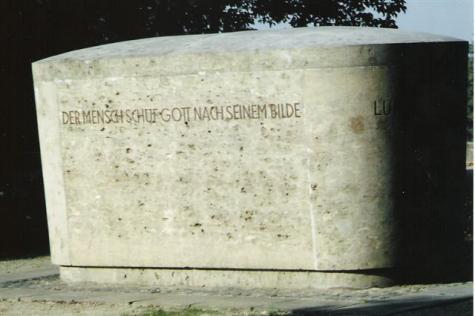 DER MENSCH SCHUF GOTT NACH SEINEM BILDE